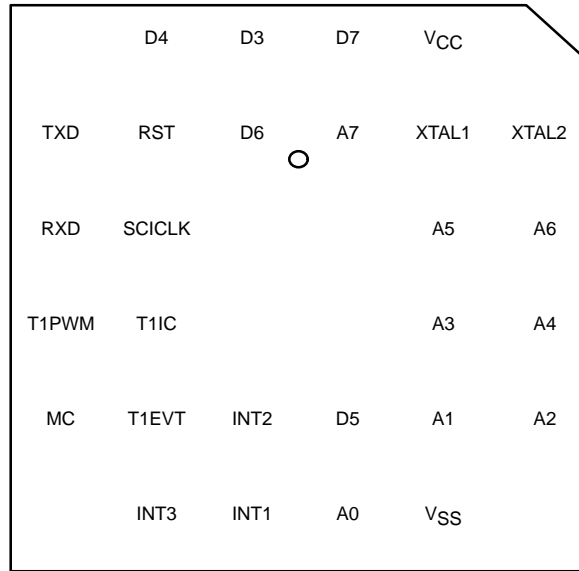 D4 D3 D7 VCC
TXD RST D6 A7 XTAL1 XTAL2
RXD SCICLK A5 A6
T1PWM T1IC A3 A4
MC T1EVT INT2 D5 A1 A2
INT3 INT1 A0 VSS